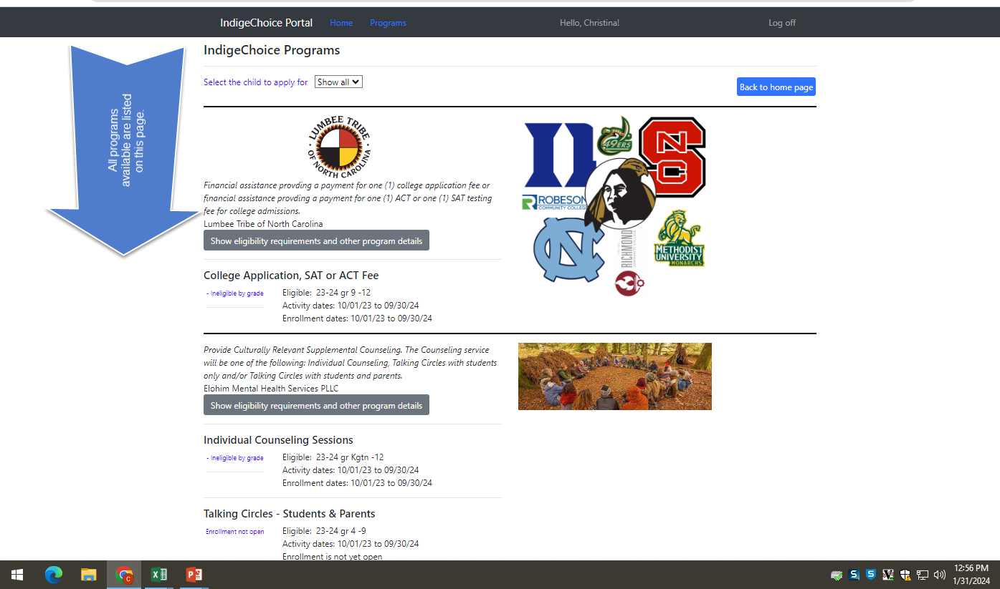 IndigeChoice Portal Home Programs Hello, Christina! Log off
IndigeChoice Programs
Select the child to apply for Show all
Back to home page
All programs
available are listed
on this page.
LUMBEE TRIBE
OF NORTH CAROLINA
Financial assistance provding a payment for one (1) college application fee or
financial assistance provding a payment for one (1) ACT or one (1) SAT testing
fee for college admissions.
Lumbee Tribe of North Carolina
Show eligibility requirements and other program details
49ERS
NCS
ROBESON
COMMUNITY COLLEGE
NC
RICHMOND
COMMUNITY COLLEGE
METHODIST
UNIVERSITY
MONARCHS
College Application, SAT or ACT Fee
- Ineligible by grade
Eligible: 23-24 gr 9 -12
Activity dates: 10/01/23 to 09/30/24
Enrollment dates: 10/01/23 to 09/30/24
Provide Culturally Relevant Supplemental Counseling. The Counseling service
will be one of the following: Individual Counseling, Talking Circles with students
only and/or Talking Circles with students and parents.
Elohim Mental Health Services PLLC
Show eligibility requirements and other program details
Individual Counseling Sessions
- Ineligible by grade
Eligible: 23-24 gr Kgtn -12
Activity dates: 10/01/23 to 09/30/24
Enrollment dates: 10/01/23 to 09/30/24
Talking Circles - Students & Parents
Enrollment not open
Eligible: 23-24 gr 4 -9
Activity dates: 10/01/23 to 09/30/24
Enrollment is not yet open
12:56 PM
1/31/2024